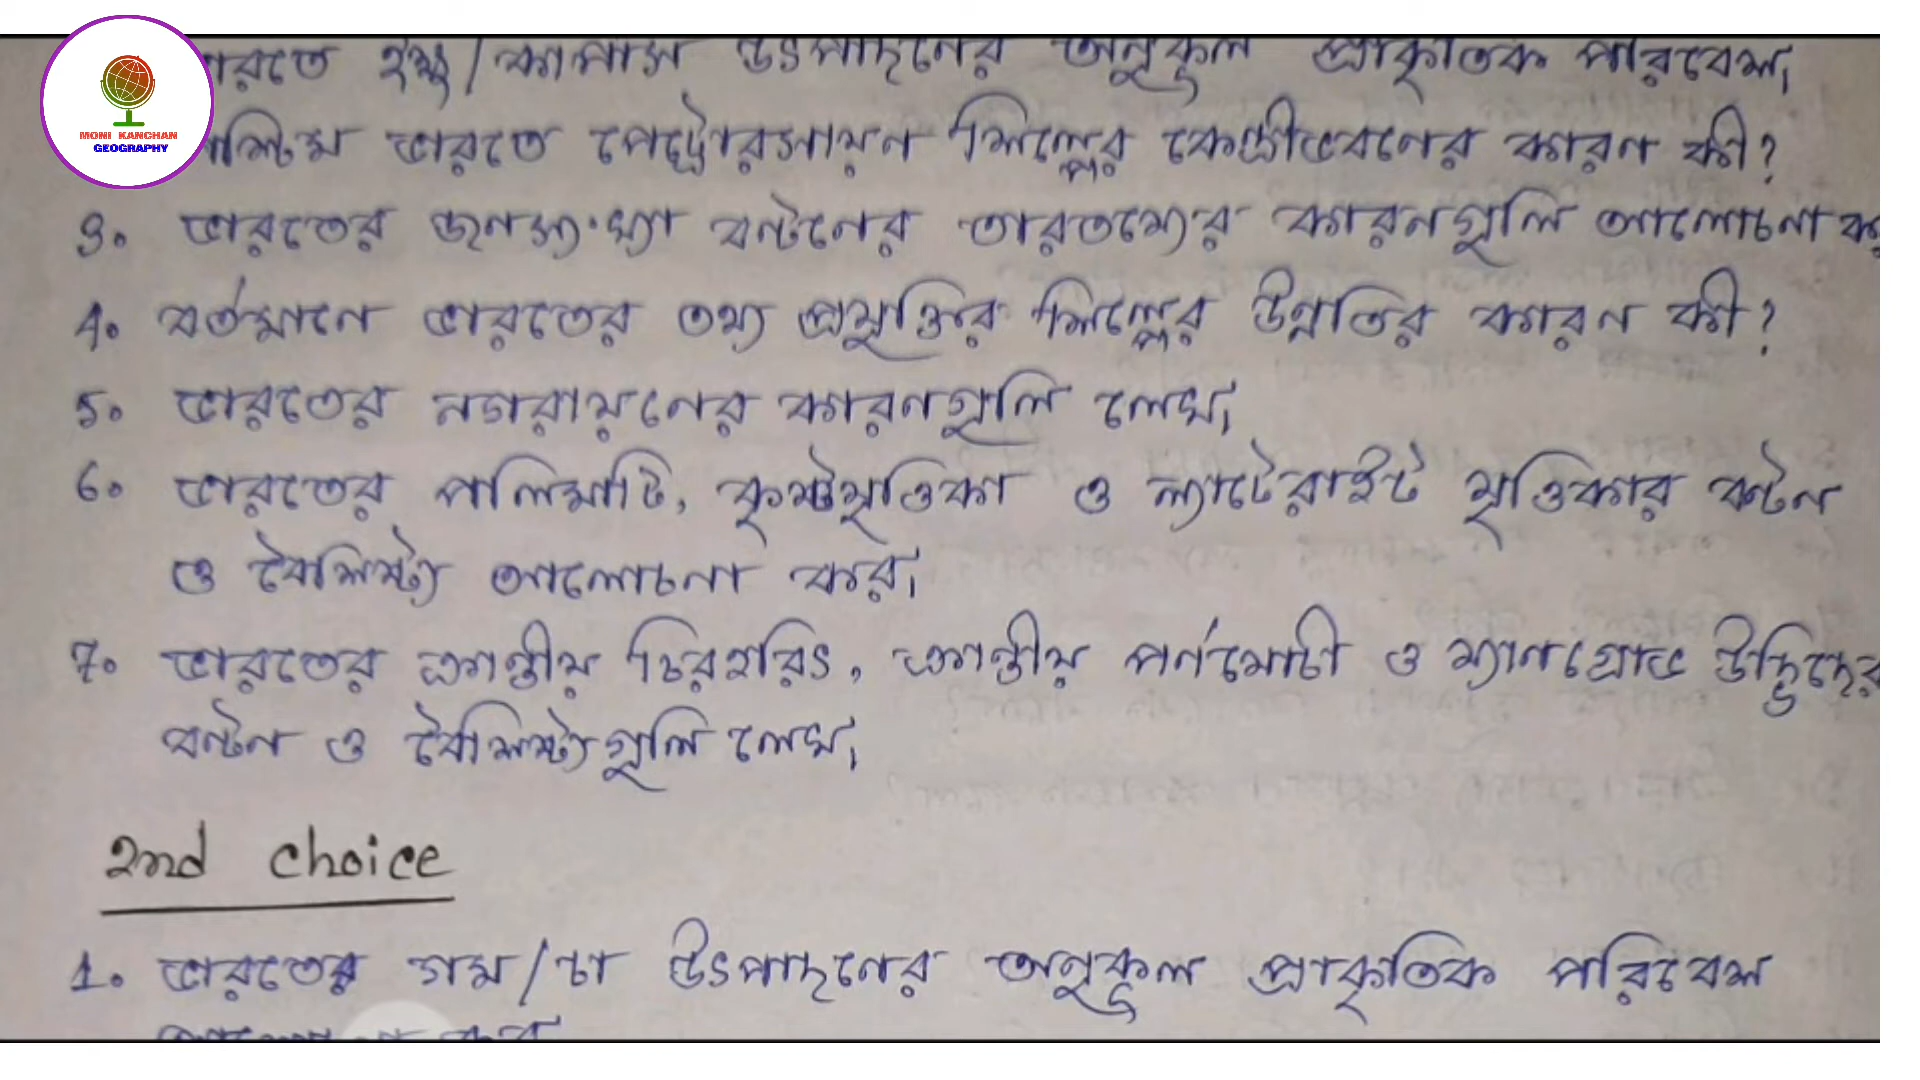 MONI KANCHAN
GEOGRAPHY
ভারতে ইক্ষু/কার্পাস উৎপাদনের অনুকূল প্রাকৃতিক পরিবেশ।
পশ্চিম ভারতে পেট্রোরসায়ন শিল্পের কেন্দ্রীভবনের কারণ কী?
3. ভারতের জনসংখ্যা বন্টনের তারতম্যের কারণগুলি আলোচনা কর
4. বর্তমানে ভারতের তথ্য প্রযুক্তির শিল্পের উন্নতির কারণ কী?
5. ভারতের নগরায়নের কারণগুলি লেখ।
6. ভারতের পলিমাটি, কৃষ্ণমৃত্তিকা ও ল্যাটেরাইট মৃত্তিকার বন্টন
ও বৈশিষ্ট্য আলোচনা কর।
7. ভারতের ক্রান্তীয় চিরহরিৎ, ক্রান্তীয় পর্ণমোচী ও ম্যানগ্রোভ উদ্ভিদের
বন্টন ও বৈশিষ্ট্যগুলি লেখ।
2nd choice
1. ভারতের গম/চা উৎপাদনের অনুকূল প্রাকৃতিক পরিবেশ